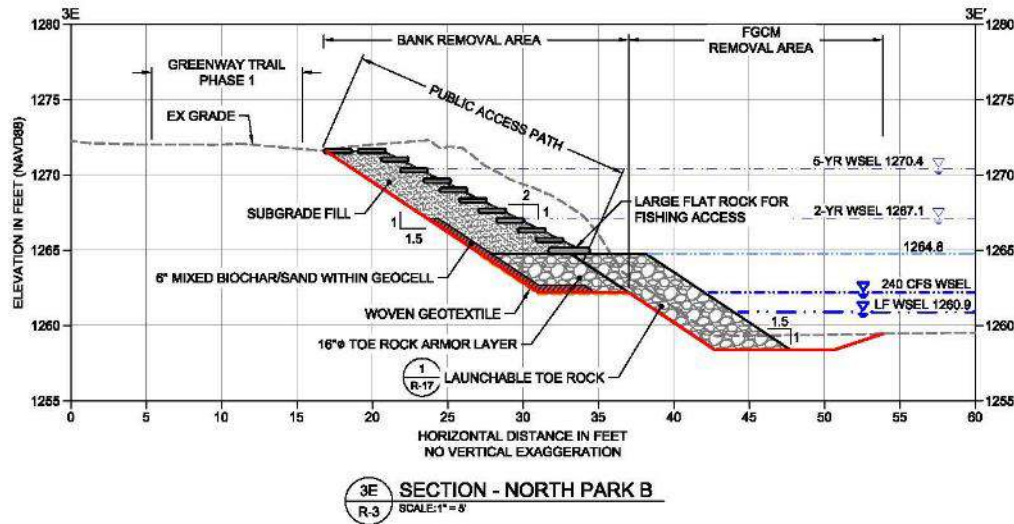 3E
3E'
1280
1280
BANK REMOVAL AREA
FGCM
REMOVAL AREA
GREENWAY TRAIL
PHASE 1
PUBLIC ACCESS PATH
1275
1275
EX GRADE
5-YR WSEL 1270.4
1270
1270
2
1
LARGE FLAT ROCK FOR
FISHING ACCESS
2-YR WSEL 1267.1
SUBGRADE FILL
1
1.5
1265
1265
1264.8
6" MIXED BIOCHAR/SAND WITHIN GEOCELL
240 CFS WSEL
WOVEN GEOTEXTILE
LF WSEL 1260.9
1260
1260
1.5
1
16"ø TOE ROCK ARMOR LAYER
1
R-17
LAUNCHABLE TOE ROCK
1255
1255
ELEVATION IN FEET (NAVD88)
0 5 10 15 20 25 30 35 40 45 50 55 60
HORIZONTAL DISTANCE IN FEET
NO VERTICAL EXAGGERATION
3E
R-3
SECTION - NORTH PARK B
SCALE:1" = 5'